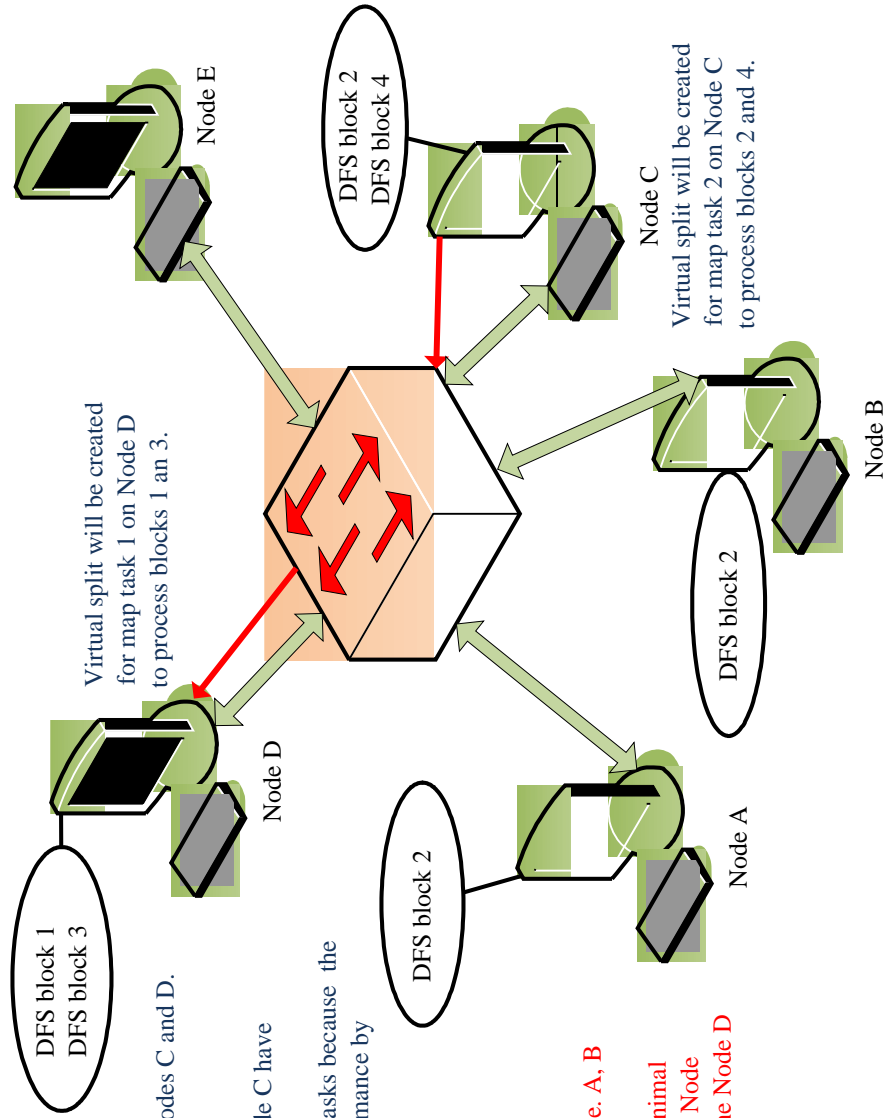 odes C and D.
le C have
asks because the
mance by
e. A, B
nimal
Node
he Node D
DFS block 1
DFS block 3
Node D
Virtual split will be created
for map task 1 on Node D
to process blocks 1 an 3.
Node E
DFS block 2
DFS block 4
Node C
Virtual split will be created
for map task 2 on Node C
to process blocks 2 and 4.
DFS block 2
Node A
DFS block 2
Node B